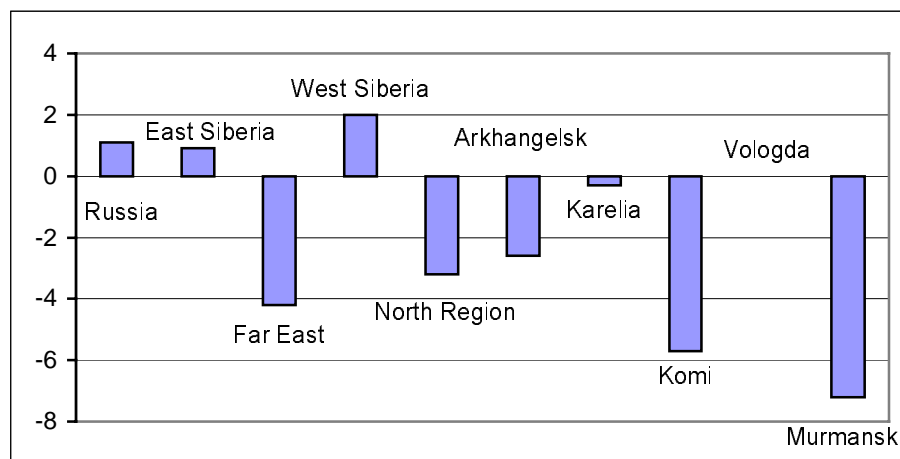 4
West Siberia
2
East Siberia
Arkhangelsk
Vologda
0
Russia
Karelia
-2
-4
North Region
Far East
-6
Komi
-8
Murmansk